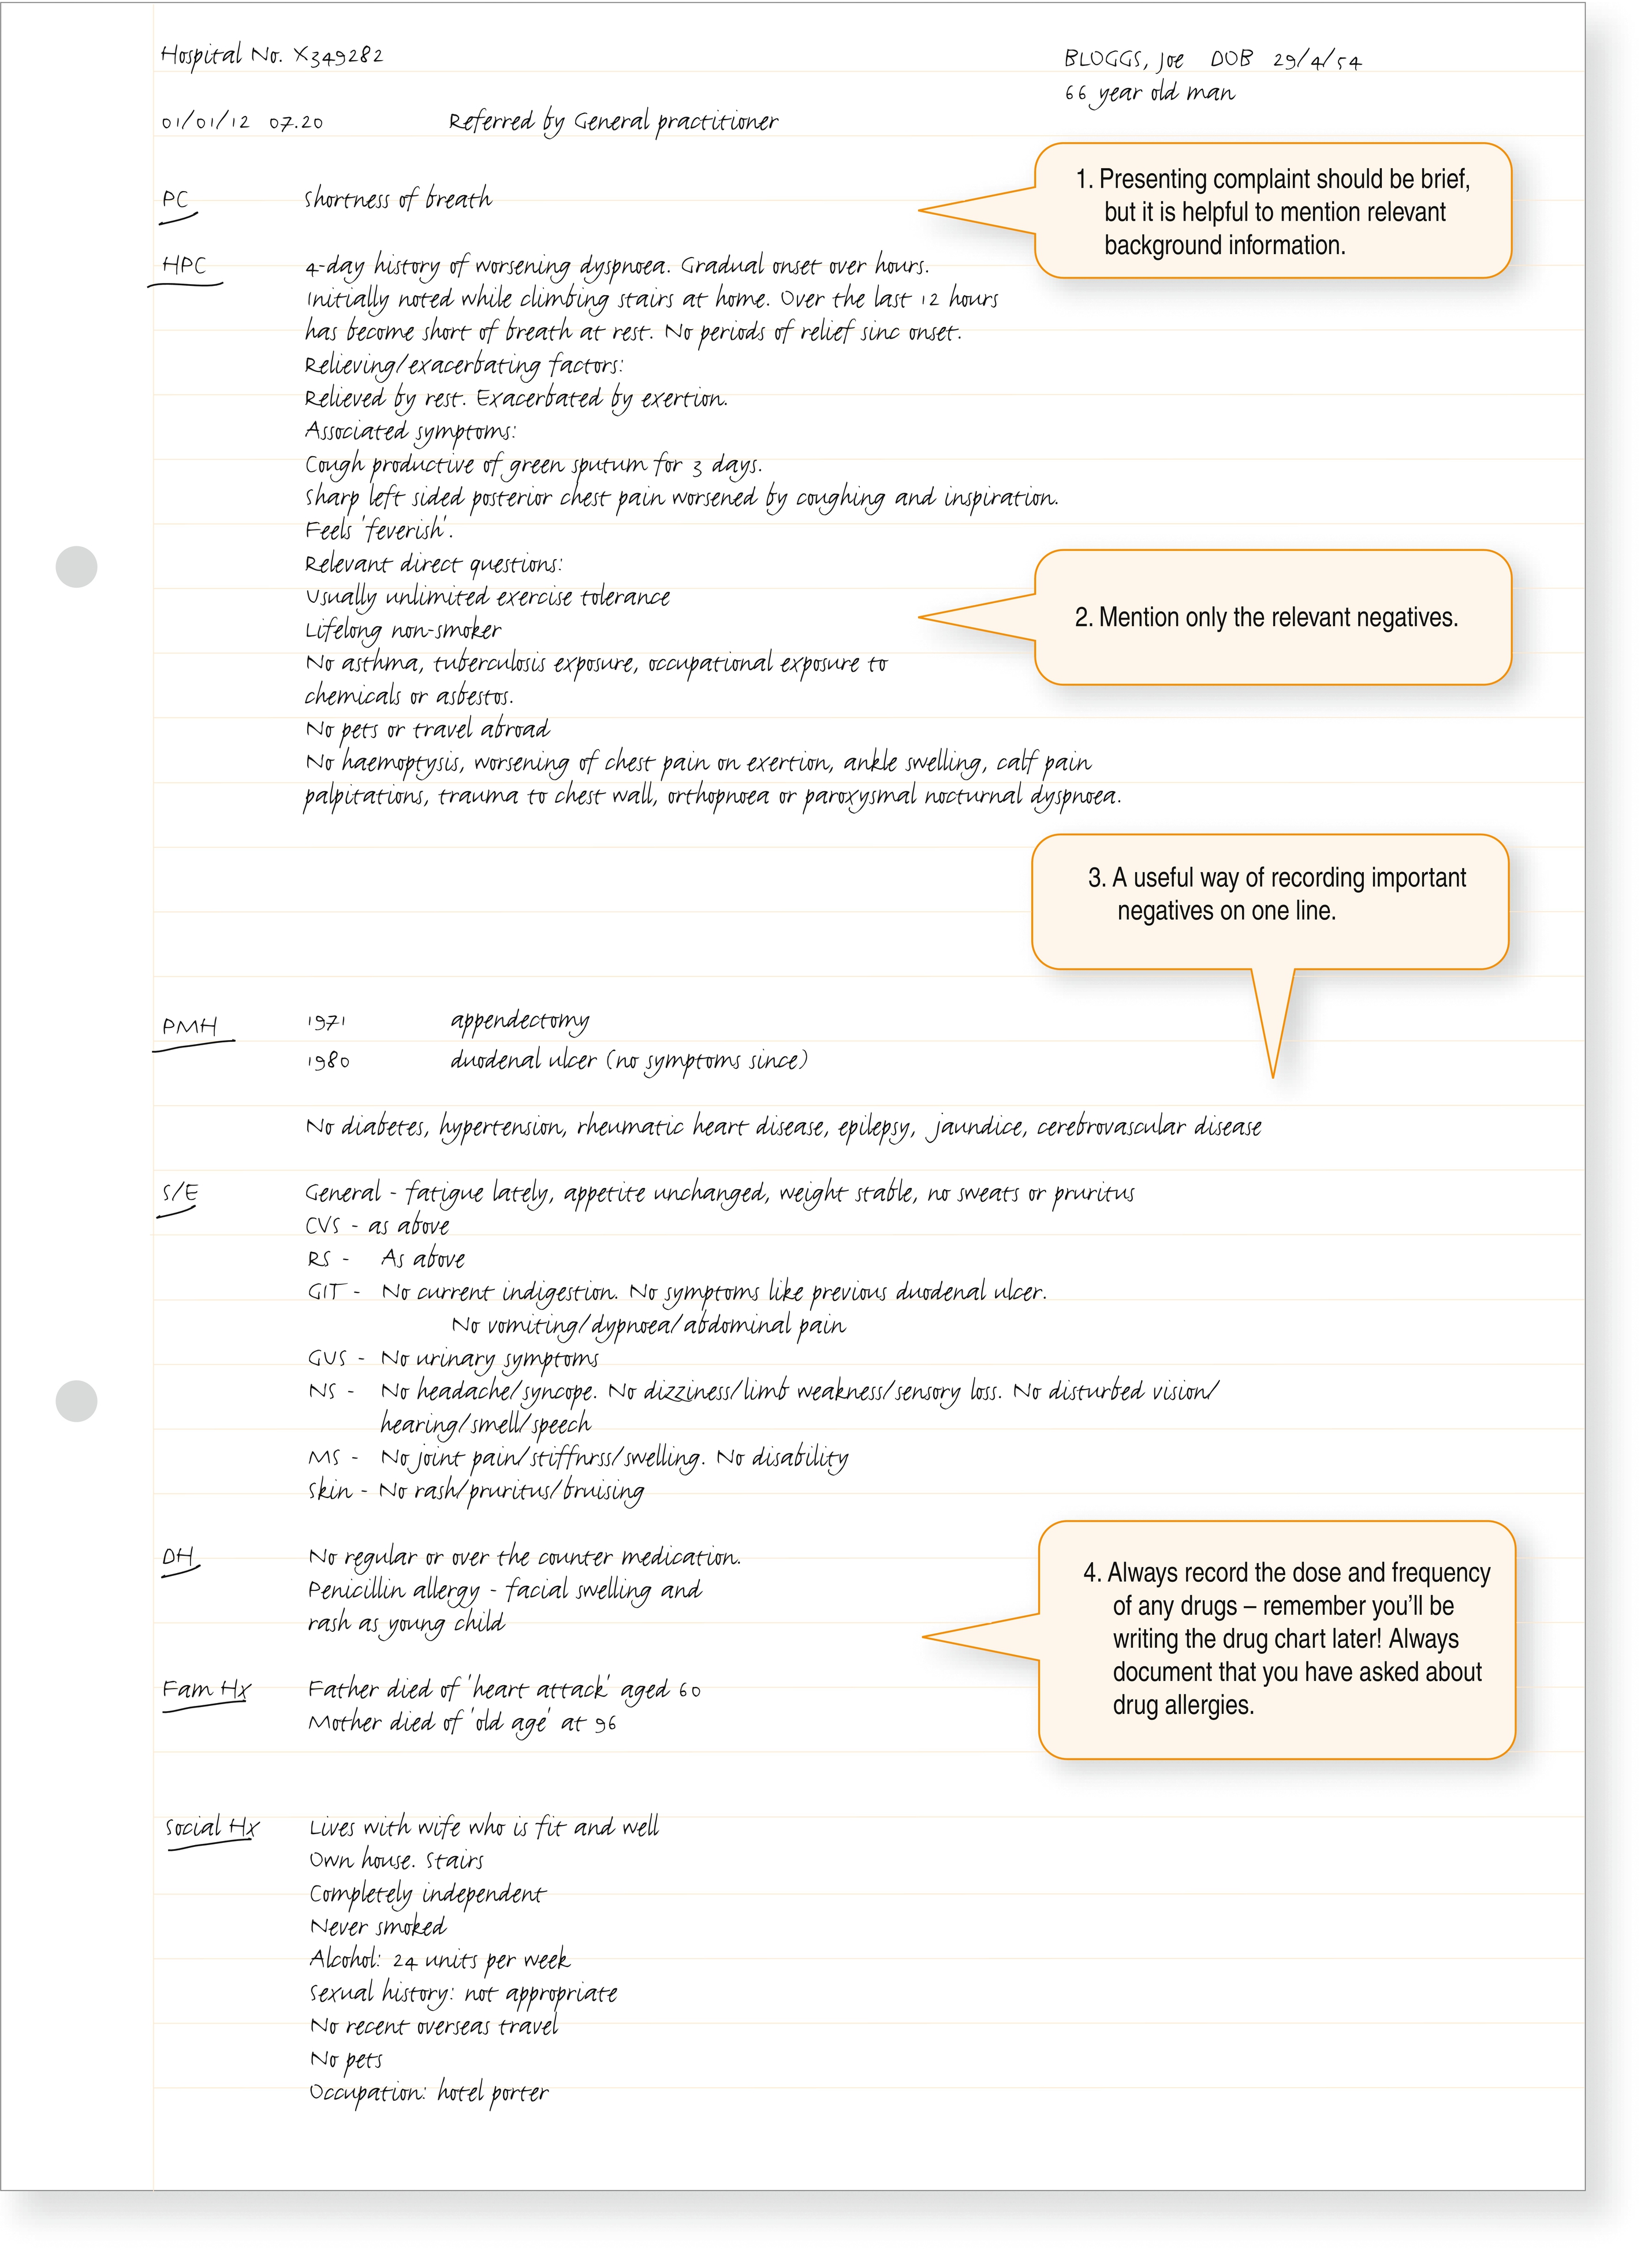 Hospital No. X349282
BLOGGS, Joe DOB 29/4/54
66 year old man
01/01/12 07.20 Referred by General practitioner
1. Presenting complaint should be brief,
but it is helpful to mention relevant
background information.
PC Shortness of breath
HPC 4-day history of worsening dyspnoea. Gradual onset over hours.
Initially noted while climbing stairs at home. Over the last 12 hours
has become short of breath at rest. No periods of relief sinc onset.
Relieving/exacerbating factors:
Relieved by rest. Exacerbated by exertion.
Associated symptoms:
Cough productive of green sputum for 3 days.
Sharp left sided posterior chest pain worsened by coughing and inspiration.
Feels 'feverish'.
Relevant direct questions:
Usually unlimited exercise tolerance
2. Mention only the relevant negatives.
Lifelong non-smoker
No asthma, tuberculosis exposure, occupational exposure to
chemicals or asbestos.
No pets or travel abroad
No haemoptysis, worsening of chest pain on exertion, ankle swelling, calf pain
palpitations, trauma to chest wall, orthopnoea or paroxysmal nocturnal dyspnoea.
3. A useful way of recording important
negatives on one line.
PMH 1971 appendectomy
1980 duodenal ulcer (no symptoms since)
No diabetes, hypertension, rheumatic heart disease, epilepsy, jaundice, cerebrovascular disease
S/E General - fatigue lately, appetite unchanged, weight stable, no sweats or pruritus
CVS - as above
RS - As above
GIT - No current indigestion. No symptoms like previous duodenal ulcer.
No vomiting/dypnoea/abdominal pain
GUS - No urinary symptoms
NS - No headache/syncope. No dizziness/limb weakness/sensory loss. No disturbed vision/
hearing/smell/speech
MS - No joint pain/stiffnrss/swelling. No disability
Skin - No rash/pruritus/bruising
DH No regular or over the counter medication.
Penicillin allergy - facial swelling and
rash as young child
4. Always record the dose and frequency
of any drugs – remember you'll be
writing the drug chart later! Always
document that you have asked about
drug allergies.
Fam Hx Father died of 'heart attack' aged 60
Mother died of 'old age' at 96
Social Hx Lives with wife who is fit and well
Own house. Stairs
Completely independent
Never smoked
Alcohol: 24 units per week
Sexual history: not appropriate
No recent overseas travel
No pets
Occupation: hotel porter